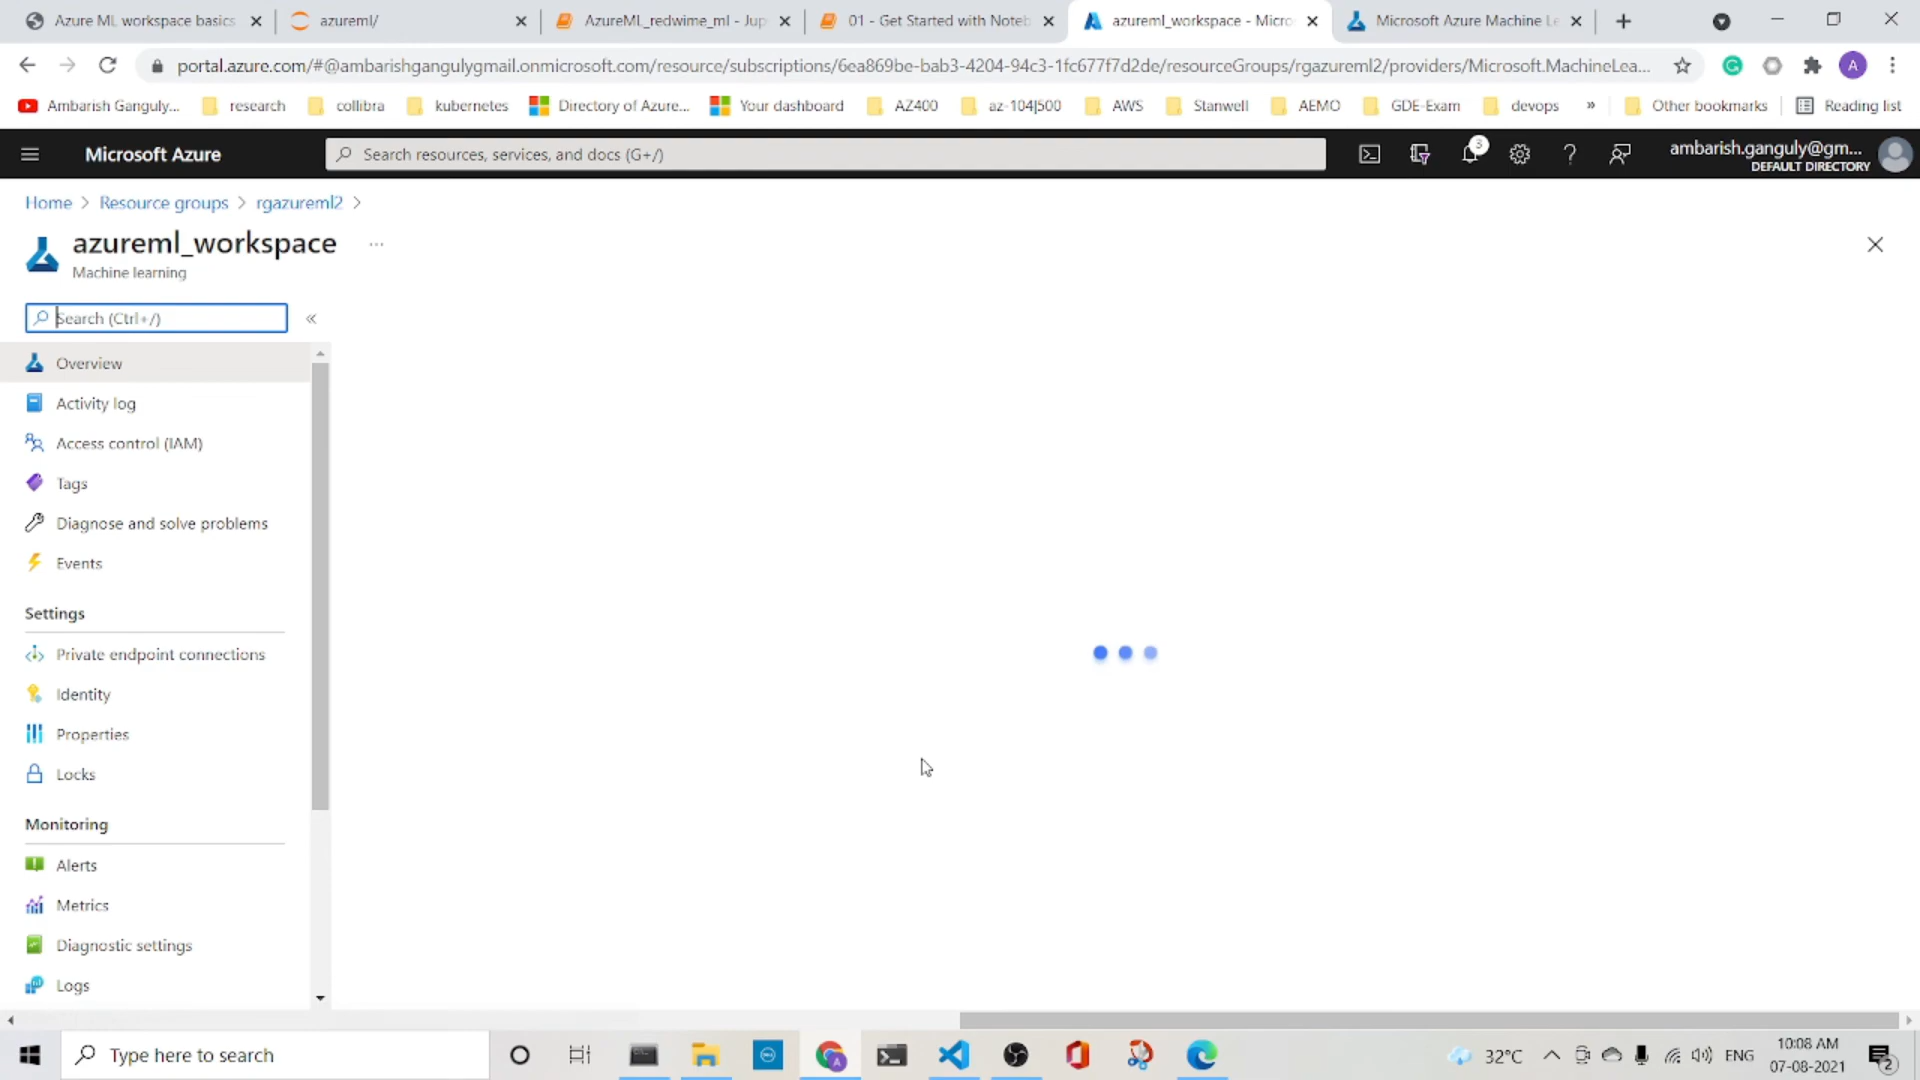 Azure ML workspace basics
azureml/
AzureML_redwime_ml - Jup
01 - Get Started with Noteb
azureml_workspace - Micro
Microsoft Azure Machine Le
portal.azure.com/#@ambarishgangulygmail.onmicrosoft.com/resource/subscriptions/6ea869be-bab3-4204-94c3-1fc677f7d2de/resourceGroups/rgazureml2/providers/Microsoft.MachineLea...
A
Ambarish Ganguly...
research
collibra
kubernetes
Directory of Azure...
Your dashboard
AZ400
az-104|500
AWS
Stanwell
AEMO
GDE-Exam
devops
»
Other bookmarks
Reading list
Microsoft Azure
Search resources, services, and docs (G+/)
3
ambarish.ganguly@gm...
DEFAULT DIRECTORY
Home > Resource groups > rgazureml2 >
azureml_workspace
...
Machine learning
Search (Ctrl+/)
«
Overview
Activity log
Access control (IAM)
Tags
Diagnose and solve problems
Events
Settings
Private endpoint connections
Identity
Properties
Locks
Monitoring
Alerts
Metrics
Diagnostic settings
Logs
Type here to search
A
32°C
ENG
10:08 AM
07-08-2021
2